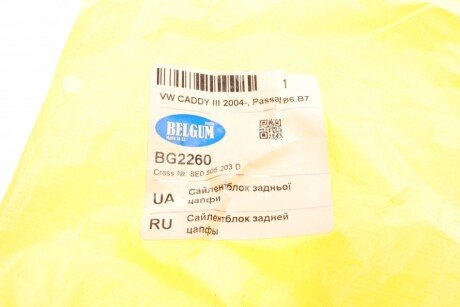 VW CADDY III 2004-, Passat B6,B7
1
BELGUM
BG2260
Cross №: 8E0 505 203 D
UA Сайлентблок задньої
цапфи
RU Сайлентблок задней
цапфы